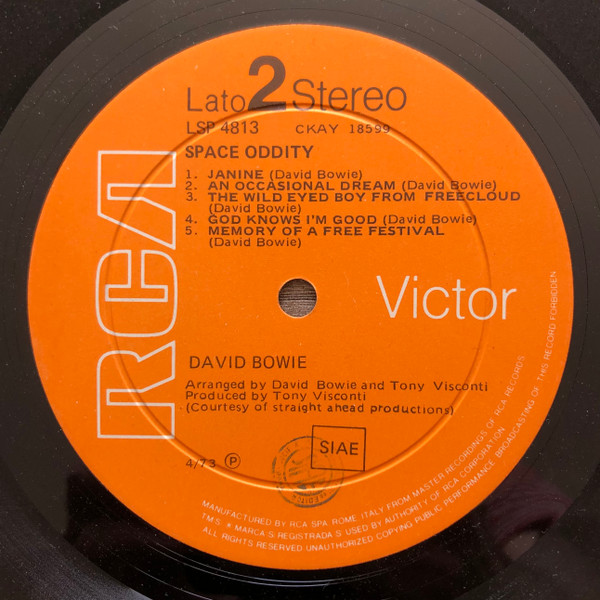 Lato 2 Stereo
LSP 4813 CKAY 18599
SPACE ODDITY
1. JANINE (David Bowie)
2. AN OCCASIONAL DREAM (David Bowie)
3. THE WILD EYED BOY FROM FREECLOUD
(David Bowie)
4. GOD KNOWS I'M GOOD (David Bowie)
5. MEMORY OF A FREE FESTIVAL
(David Bowie)
RCA
Victor
DAVID BOWIE
Arranged by David Bowie and Tony Visconti
Produced by Tony Visconti
(Courtesy of straight ahead productions)
SIAE
4/73 Ⓟ
MANUFACTURED BY RCA SPA ROME ITALY FROM MASTER RECORDINGS OF RCA RECORDS
TM'S ✶ MARCA'S REGISTRADA'S USED BY AUTHORITY OF RCA CORPORATION
ALL RIGHTS RESERVED UNAUTHORIZED COPYING PUBLIC PERFORMANCE BROADCASTING OF THIS RECORD FORBIDDEN